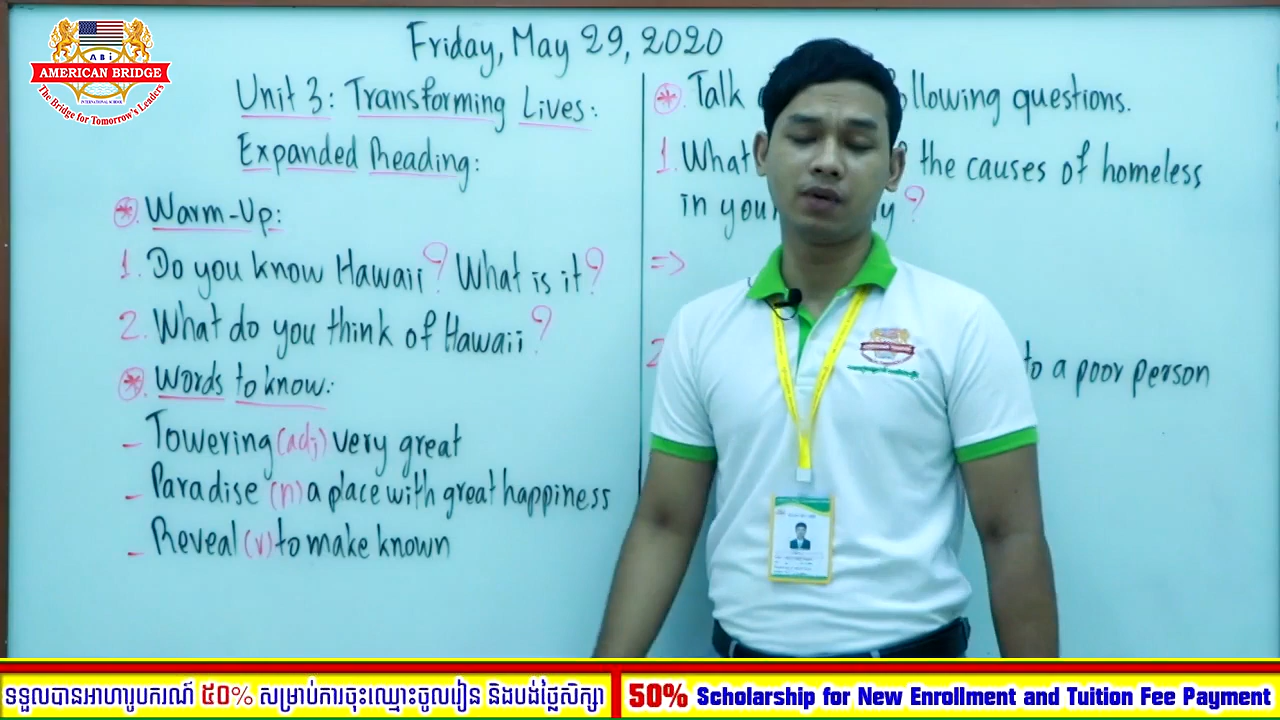 ABi
AMERICAN BRIDGE
INTERNATIONAL SCHOOL
The Bridge for Tomorrow's Leaders
Friday, May 29, 2020
Unit 3: Transforming Lives:
Expanded Reading:
*. Warm-Up:
1. Do you know Hawaii? What is it?
2. What do you think of Hawaii?
*. Words to know:
- Towering (adj) very great
- Paradise (n) a place with great happiness
- Reveal (v) to make known
*. Talk llowing questions.
1. What the causes of homeless
in your y?
=>
2 to a poor person
ទទួលបានអាហារូបករណ៍ ៥០% សម្រាប់ការចុះឈ្មោះចូលរៀន និងបង់ថ្លៃសិក្សា
50% Scholarship for New Enrollment and Tuition Fee Payment